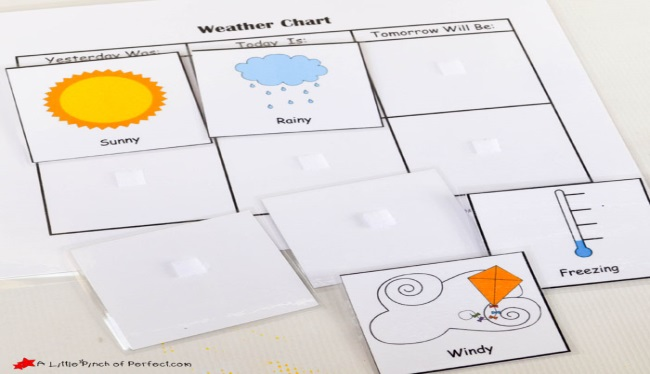 Weather Chart
Yesterday Was: Today Is: Tomorrow Will Be:
Sunny
Rainy
Freezing
Windy
A Little Pinch of Perfect.com